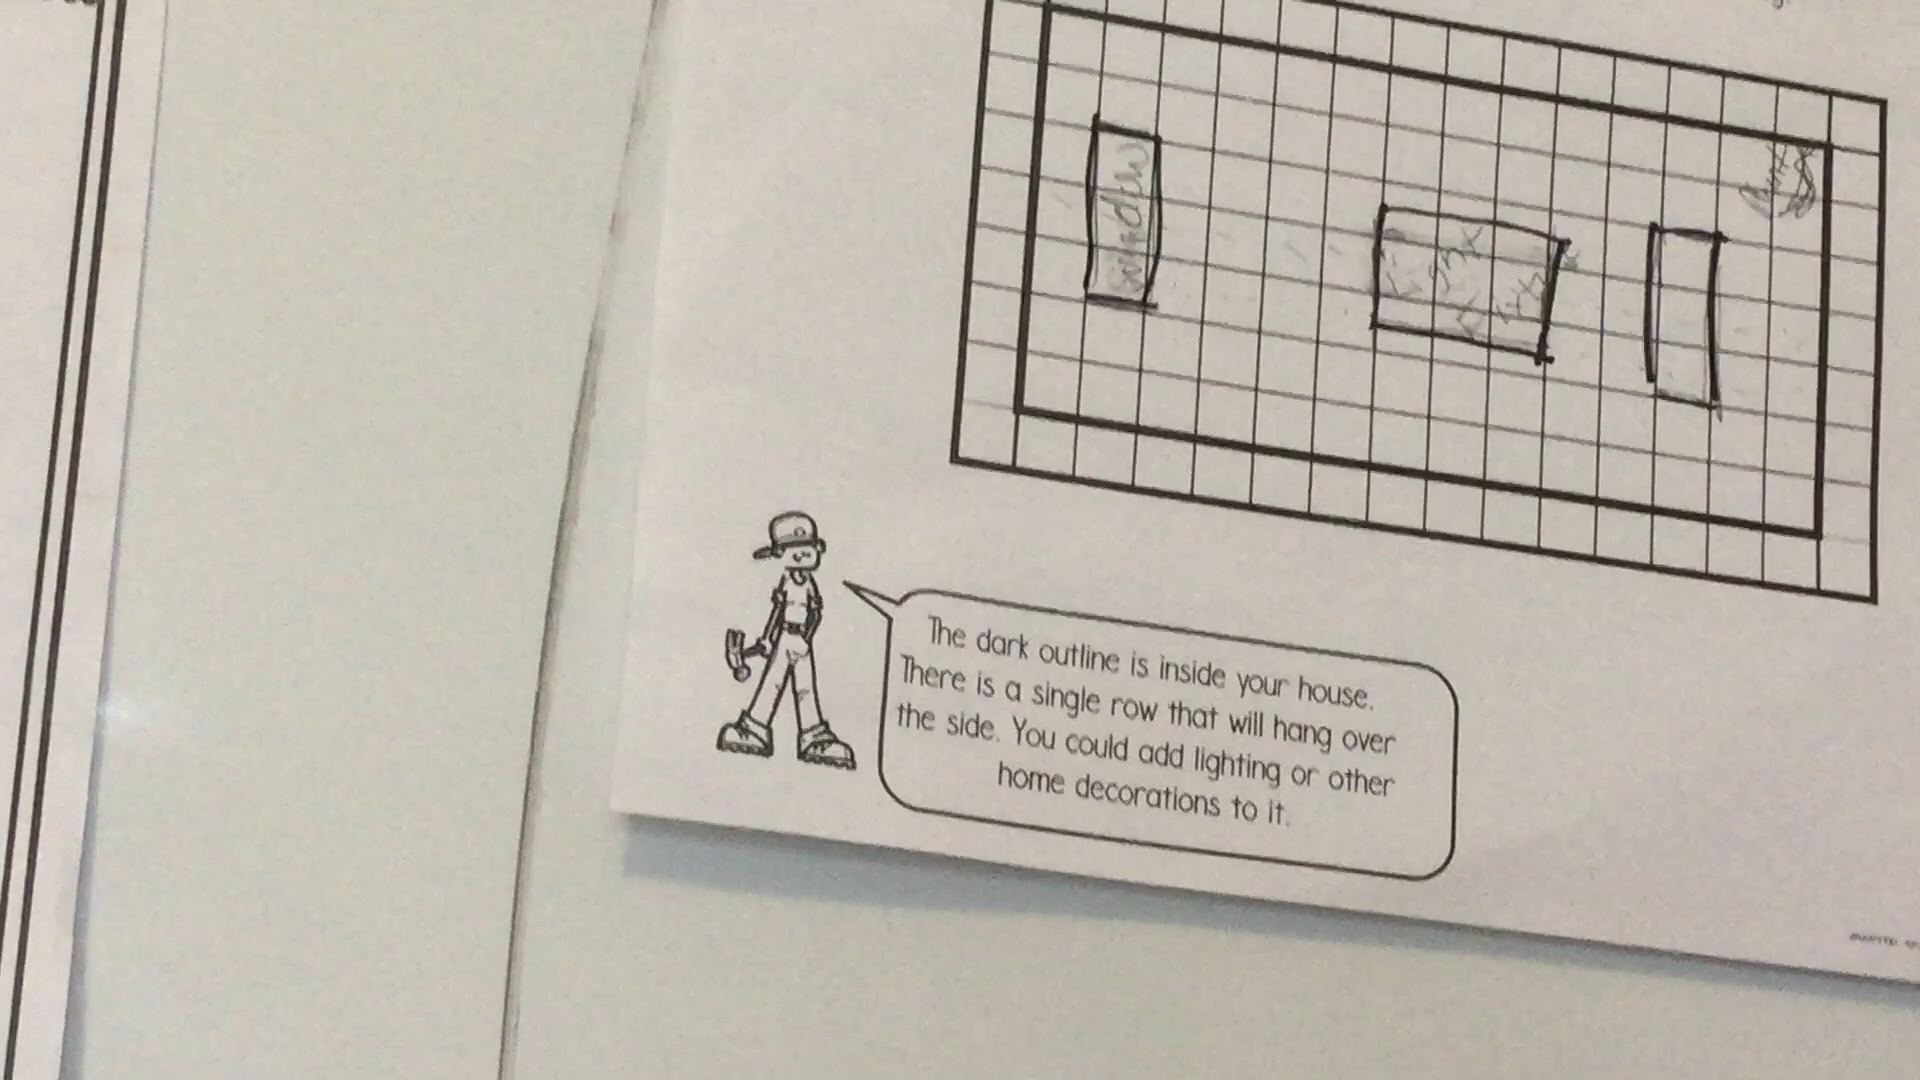 window
The dark outline is inside your house.
There is a single row that will hang over
the side. You could add lighting or other
home decorations to it.